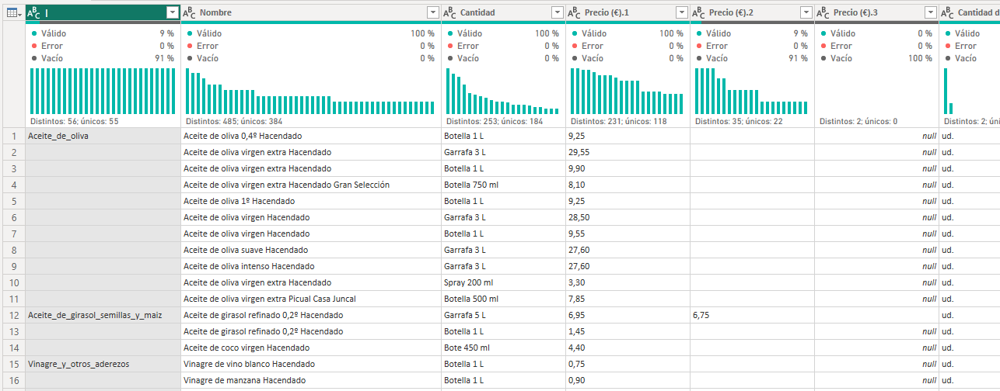 ABC | Nombre Cantidad Precio (€).1 Precio (€).2 Precio (€).3 Cantidad d
Válido 9 % Válido 100 % Válido 100 % Válido 100 % Válido 9 % Válido 0 % Válido
Error 0 % Error 0 % Error 0 % Error 0 % Error 0 % Error 0 % Error
Vacío 91 % Vacío 0 % Vacío 0 % Vacío 0 % Vacío 91 % Vacío 100 % Vacío
Distintos: 56; únicos: 55 Distintos: 485; únicos: 384 Distintos: 253; únicos: 184 Distintos: 231; únicos: 118 Distintos: 35; únicos: 22 Distintos: 2; únicos: 0 Distintos: 2; úni
1 Aceite_de_oliva Aceite de oliva 0,4º Hacendado Botella 1 L 9,25 null ud.
2 Aceite de oliva virgen extra Hacendado Garrafa 3 L 29,55 null ud.
3 Aceite de oliva virgen extra Hacendado Botella 1 L 9,90 null ud.
4 Aceite de oliva virgen extra Hacendado Gran Selección Botella 750 ml 8,10 null ud.
5 Aceite de oliva 1º Hacendado Botella 1 L 9,25 null ud.
6 Aceite de oliva virgen Hacendado Garrafa 3 L 28,50 null ud.
7 Aceite de oliva virgen Hacendado Botella 1 L 9,55 null ud.
8 Aceite de oliva suave Hacendado Garrafa 3 L 27,60 null ud.
9 Aceite de oliva intenso Hacendado Garrafa 3 L 27,60 null ud.
10 Aceite de oliva virgen extra Hacendado Spray 200 ml 3,30 null ud.
11 Aceite de oliva virgen extra Picual Casa Juncal Botella 500 ml 7,85 null ud.
12 Aceite_de_girasol_semillas_y_maiz Aceite de girasol refinado 0,2º Hacendado Garrafa 5 L 6,95 6,75 ud.
13 Aceite de girasol refinado 0,2º Hacendado Botella 1 L 1,45 null ud.
14 Aceite de coco virgen Hacendado Bote 450 ml 4,40 null ud.
15 Vinagre_y_otros_aderezos Vinagre de vino blanco Hacendado Botella 1 L 0,75 null ud.
16 Vinagre de manzana Hacendado Botella 1 L 0,90 null ud.